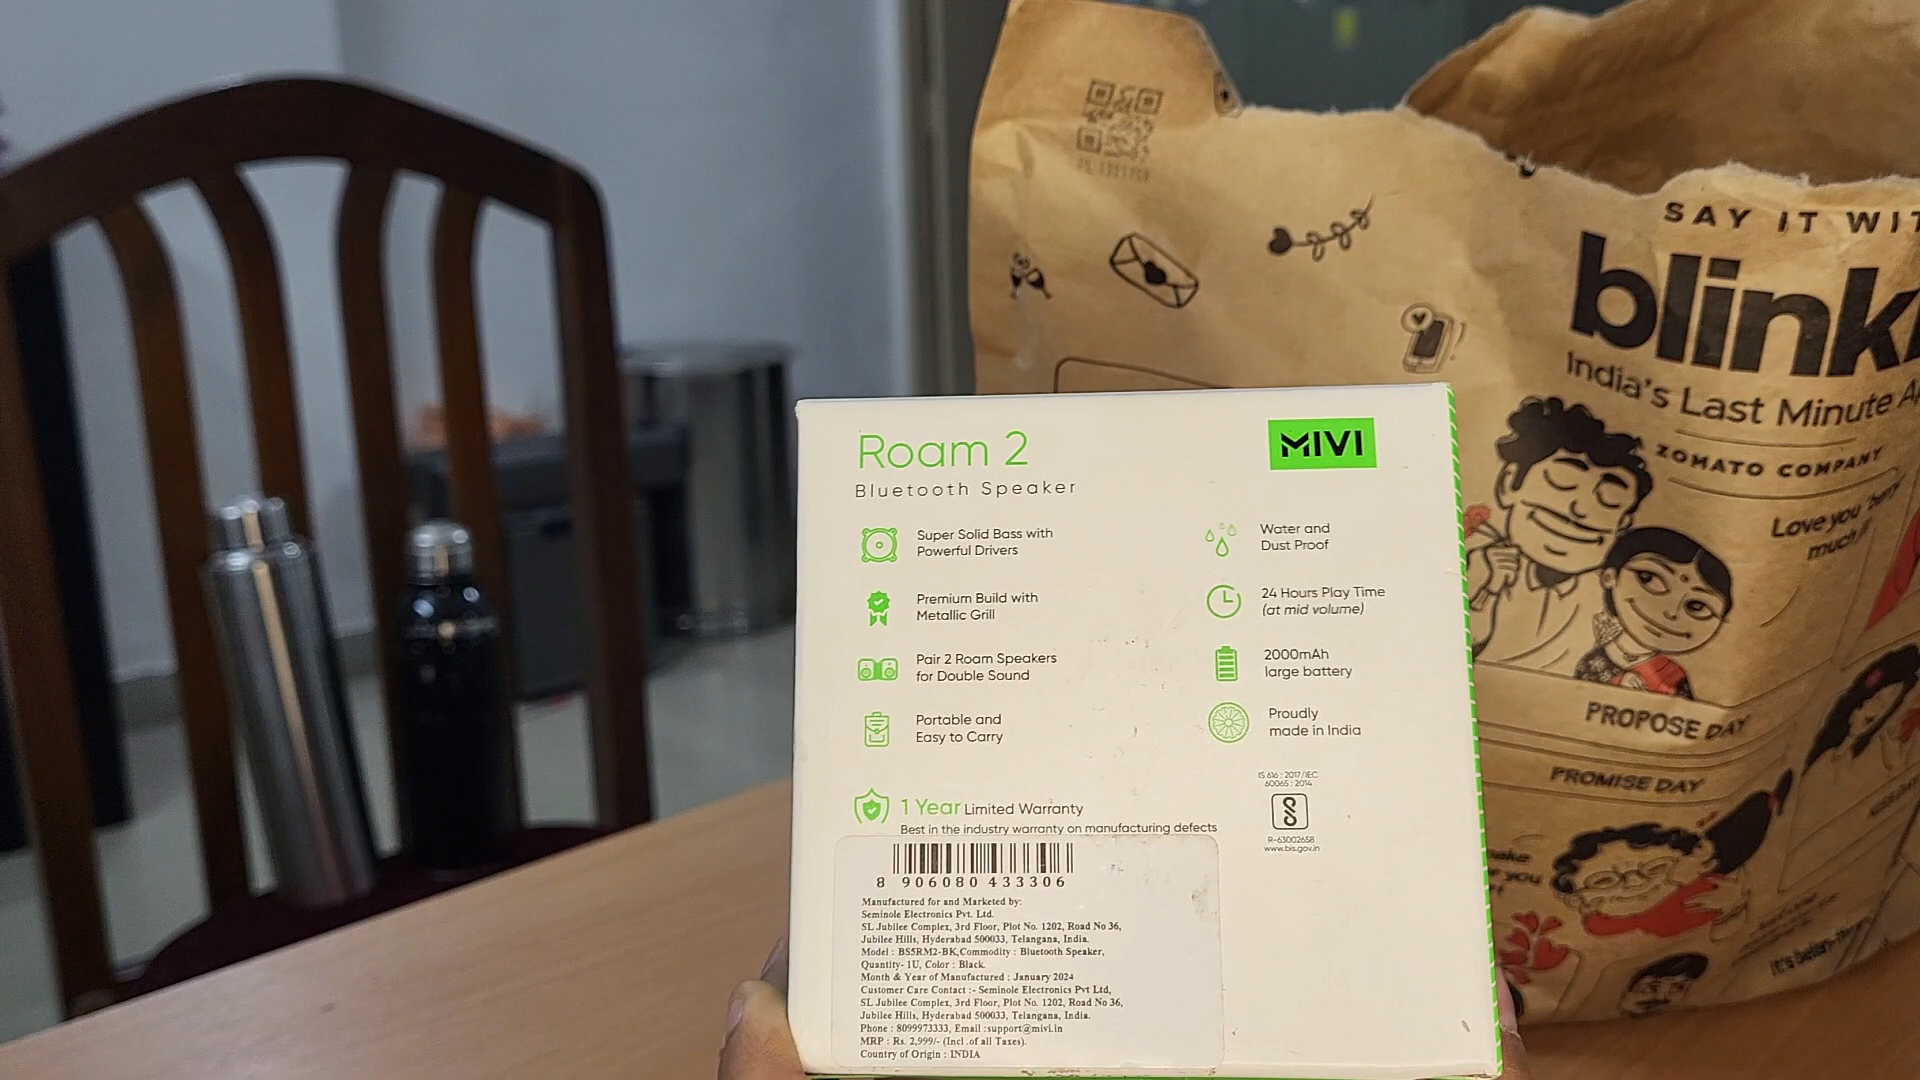 SAY IT
blink
India's Last Minute
ZOMATO COMPANY
Love you
much
PROPOSE DAY
PROMISE DAY
Roam 2
MIVI
Bluetooth Speaker
Super Solid Bass with
Powerful Drivers
Water and
Dust Proof
Premium Build with
Metallic Grill
24 Hours Play Time
(at mid volume)
Pair 2 Roam Speakers
for Double Sound
2000mAh
large battery
Portable and
Easy to Carry
Proudly
made in India
IS 616 : 2017/IEC
60065 : 2014
R-63002658
www.bis.gov.in
1 Year Limited Warranty
Best in the industry warranty on manufacturing defects
8 906080 433306
Manufactured for and Marketed by:
Seminole Electronics Pvt. Ltd.
SL Jubilee Complex, 3rd Floor, Plot No. 1202, Road No 36,
Jubilee Hills, Hyderabad 500033, Telangana, India.
Model : BS5RM2-BK,Commodity : Bluetooth Speaker,
Quantity- 1U, Color : Black.
Month & Year of Manufactured : January 2024
Customer Care Contact :- Seminole Electronics Pvt Ltd,
SL Jubilee Complex, 3rd Floor, Plot No. 1202, Road No 36,
Jubilee Hills, Hyderabad 500033, Telangana, India.
Phone : 8099973333, Email :support@mivi.in
MRP : Rs. 2,999/- (Incl .of all Taxes).
Country of Origin : INDIA